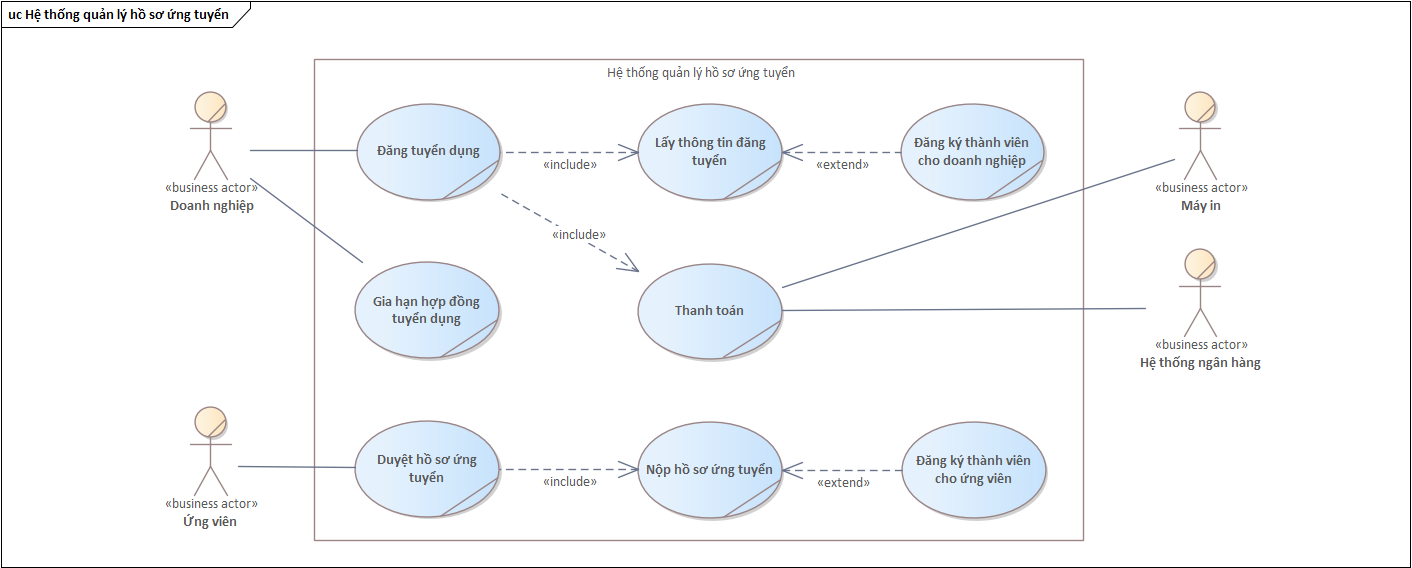 uc Hệ thống quản lý hồ sơ ứng tuyển
Hệ thống quản lý hồ sơ ứng tuyển
«business actor»
Doanh nghiệp
Đăng tuyển dụng
«include»
Lấy thông tin đăng
tuyển
«extend»
Đăng ký thành viên
cho doanh nghiệp
«business actor»
Máy in
«include»
Gia hạn hợp đồng
tuyển dụng
Thanh toán
«business actor»
Hệ thống ngân hàng
«business actor»
Ứng viên
Duyệt hồ sơ ứng
tuyển
«include»
Nộp hồ sơ ứng tuyển
«extend»
Đăng ký thành viên
cho ứng viên